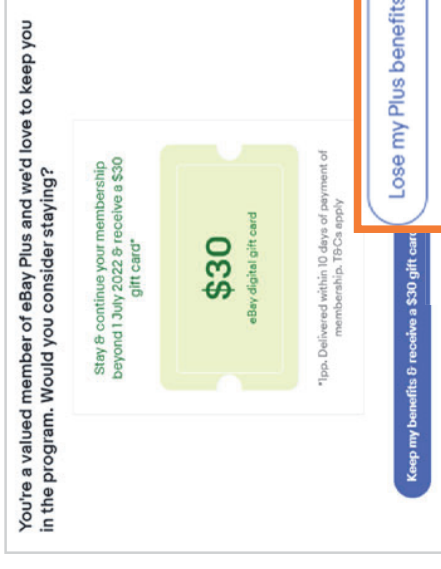 You're a valued member of eBay Plus and we'd love to keep you
in the program. Would you consider staying?
Stay & continue your membership
beyond 1 July 2022 & receive a $30
gift card*
$30
eBay digital gift card
*1pp. Delivered within 10 days of payment of
membership. T&Cs apply
Keep my benefits & receive a $30 gift card
Lose my Plus benefits